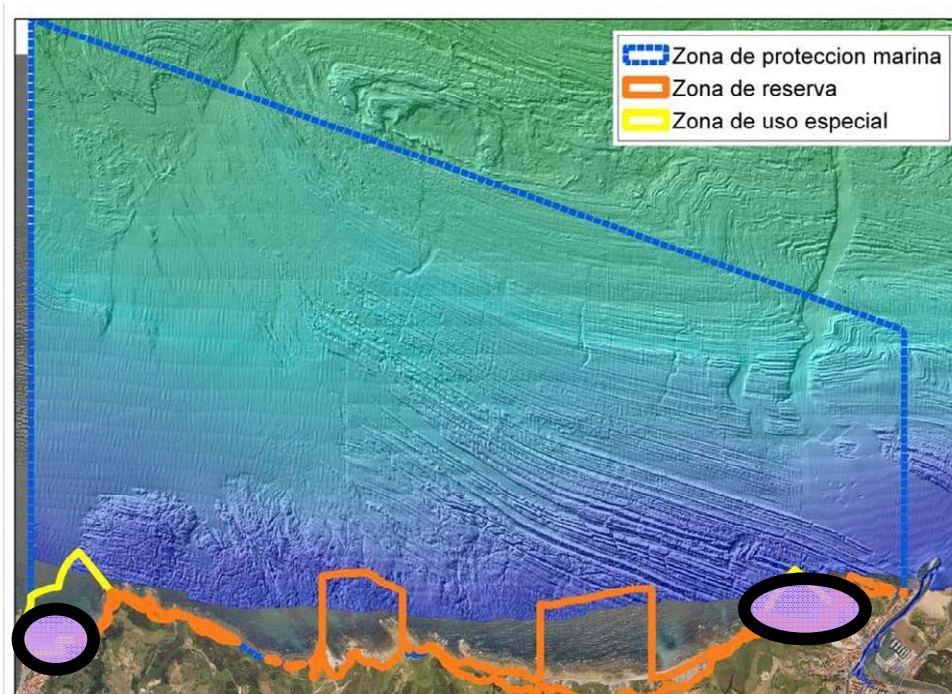 Zona de proteccion marina
Zona de reserva
Zona de uso especial